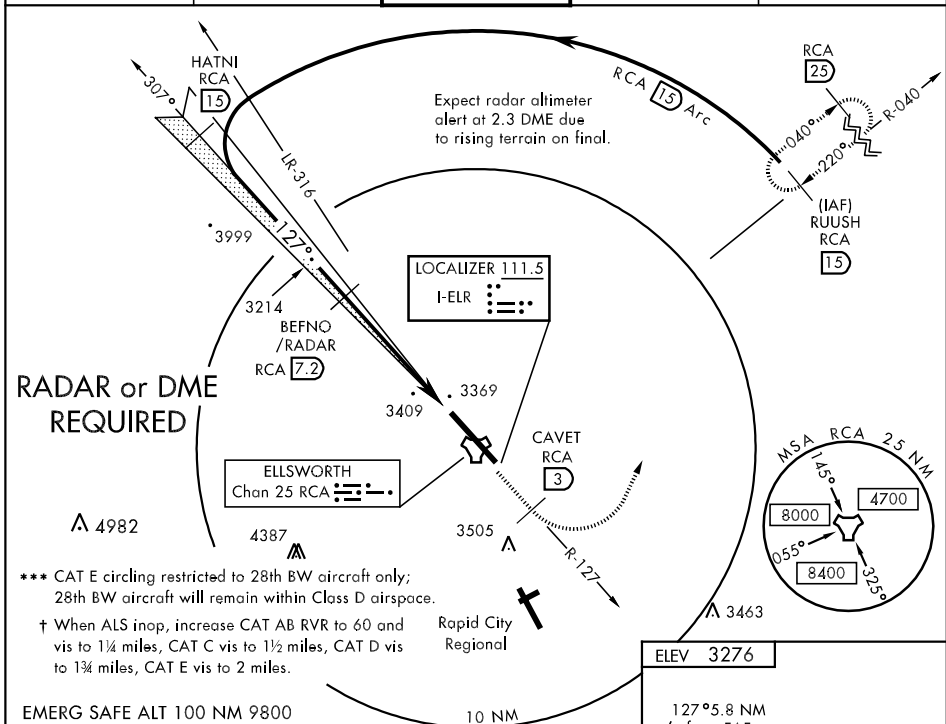 HATNI
RCA
15
307°
RCA 15 Arc
Expect radar altimeter
alert at 2.3 DME due
to rising terrain on final.
RCA
25
R-040
040°
220°
(IAF)
RUUSH
RCA
15
LR-316
3999
127°
3214
BEFNO
/RADAR
RCA 7.2
LOCALIZER 111.5
I-ELR
RADAR or DME
REQUIRED
3409
3369
CAVET
RCA
3
ELLSWORTH
Chan 25 RCA
4982
4387
3505
R-127
MSA RCA 25 NM
145°
4700
8000
055°
8400
325°
*** CAT E circling restricted to 28th BW aircraft only;
28th BW aircraft will remain within Class D airspace.
† When ALS inop, increase CAT AB RVR to 60 and
vis to 1¼ miles, CAT C vis to 1½ miles, CAT D vis
to 1¾ miles, CAT E vis to 2 miles.
Rapid City
Regional
3463
ELEV 3276
EMERG SAFE ALT 100 NM 9800
10 NM
127° 5.8 NM